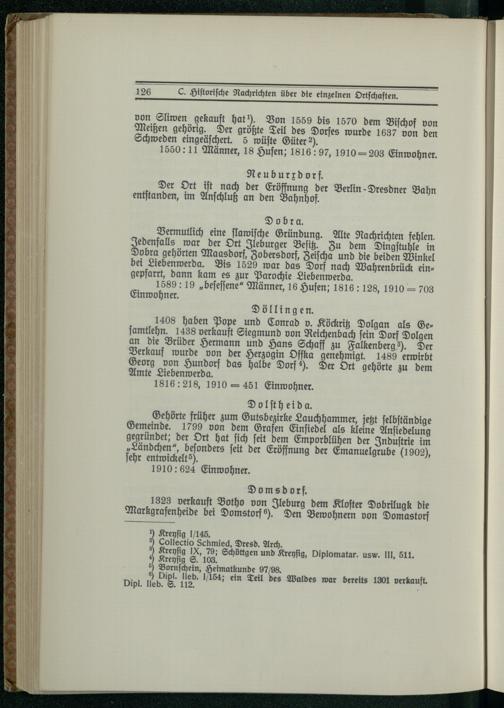 126 C. Historische Nachrichten über die einzelnen Ortschaften.
von Sliwen gekauft hat¹). Von 1559 bis 1570 dem Bischof von
Meißen gehörig. Der größte Teil des Dorfes wurde 1637 von den
Schweden eingeäschert. 5 wüste Güter²).
1550: 11 Männer, 18 Hufen; 1816: 97, 1910=203 Einwohner.
Neuburxdorf.
Der Ort ist nach der Eröffnung der Berlin-Dresdner Bahn
entstanden, im Anschluß an den Bahnhof.
Dobra.
Vermutlich eine slawische Gründung. Alte Nachrichten fehlen.
Jedenfalls war der Ort Ileburger Besitz. Zu dem Dingstuhle in
Dobra gehörten Maasdorf, Zobersdorf, Zeischa und die beiden Winkel
bei Liebenwerda. Bis 1529 war das Dorf nach Wahrenbrück ein-
gepfarrt, dann kam es zur Parochie Liebenwerda.
1589: 19 „besessene“ Männer, 16 Hufen; 1816: 128, 1910 = 703
Einwohner.
Döllingen.
1408 haben Pope und Conrad v. Köckritz Dolgan als Ge-
samtlehn. 1438 verkauft Siegmund von Reichenbach sein Dorf Dolgen
an die Brüder Hermann und Hans Schaff zu Falkenberg³). Der
Verkauf wurde von der Herzogin Offka genehmigt. 1489 erwirbt
Georg von Hundorf das halbe Dorf⁴). Der Ort gehörte zu dem
Amte Liebenwerda.
1816: 218, 1910 = 451 Einwohner.
Dolstheida.
Gehörte früher zum Gutsbezirke Lauchhammer, jetzt selbständige
Gemeinde. 1799 von dem Grafen Einsiedel als kleine Ansiedelung
gegründet; der Ort hat sich seit dem Emporblühen der Industrie im
„Ländchen“, besonders seit der Eröffnung der Emanuelgrube (1902),
sehr entwickelt⁵).
1910: 624 Einwohner.
Domsdorf.
1323 verkauft Botho von Ileburg dem Kloster Dobrilugk die
Markgrafenheide bei Domstorf⁶). Den Bewohnern von Domastorf
¹) Kreysig I/145.
²) Collectio Schmied, Dresd. Arch.
³) Kreysig IX, 79; Schöttgen und Kreysig, Diplomatar. usw. III, 511.
⁴) Kreysig S. 103.
⁵) Bornschein, Heimatkunde 97/98.
⁶) Dipl. lieb. I/154; ein Teil des Waldes war bereits 1301 verkauft.
Dipl. lieb. S. 112.